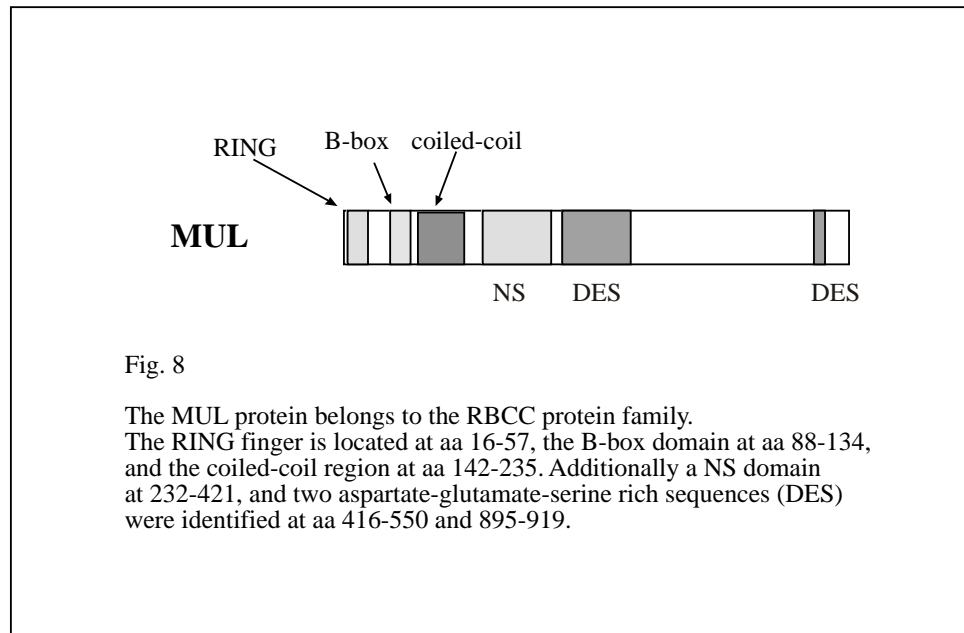 RING B-box coiled-coil
MUL
NS DES DES
Fig. 8
The MUL protein belongs to the RBCC protein family.
The RING finger is located at aa 16-57, the B-box domain at aa 88-134,
and the coiled-coil region at aa 142-235. Additionally a NS domain
at 232-421, and two aspartate-glutamate-serine rich sequences (DES)
were identified at aa 416-550 and 895-919.